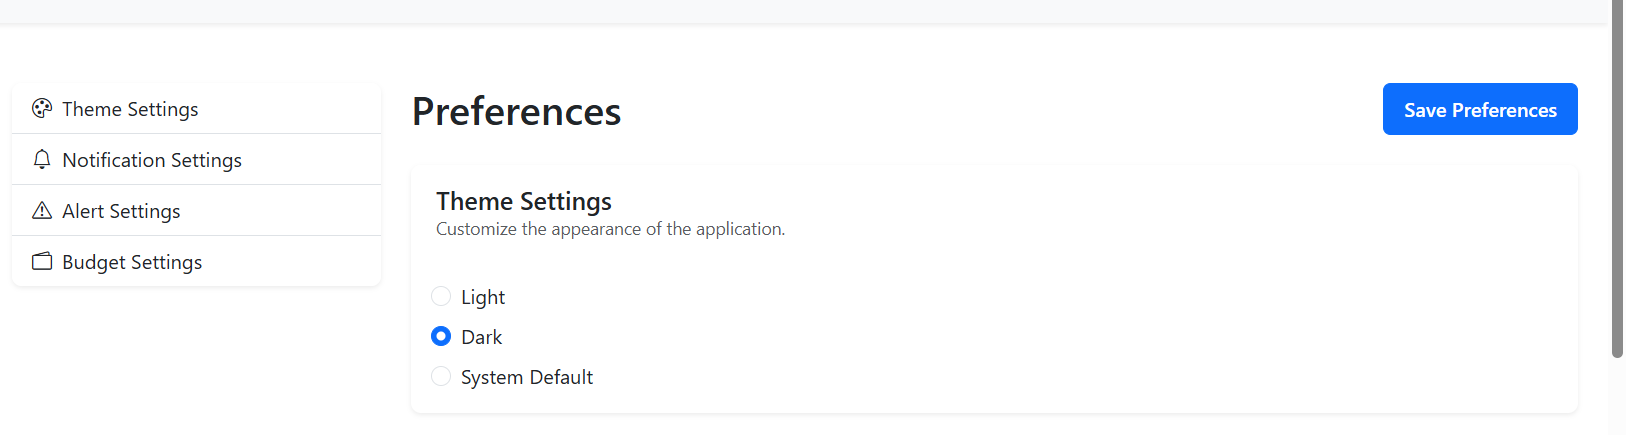 Theme Settings
Notification Settings
Alert Settings
Budget Settings
Preferences
Save Preferences
Theme Settings
Customize the appearance of the application.
Light
Dark
System Default